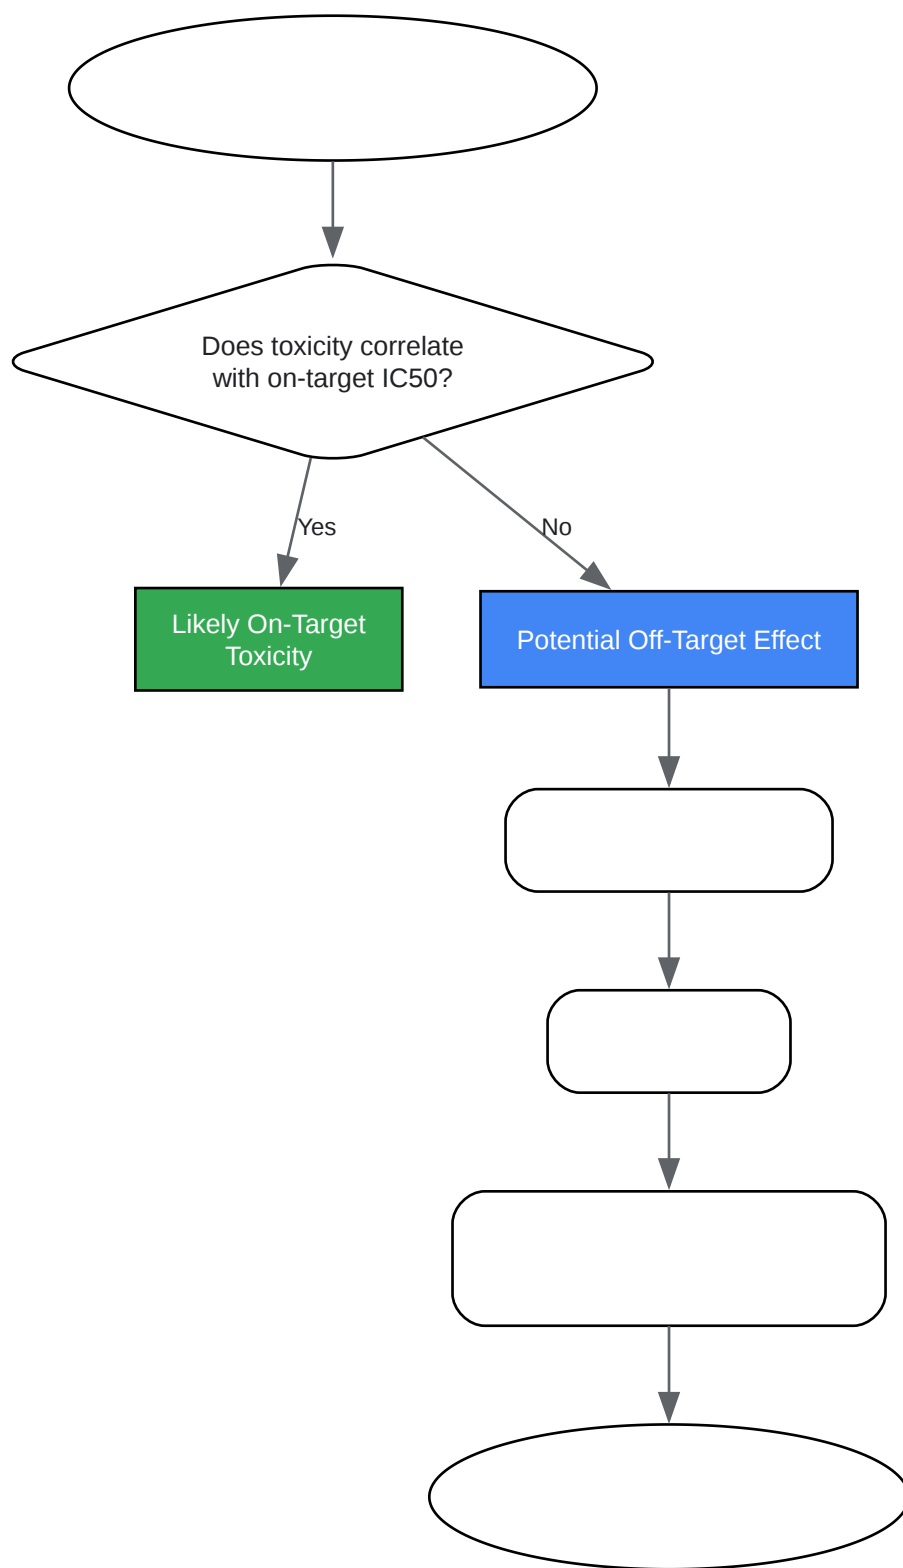 Does toxicity correlate
with on-target IC50?
Yes
No
Likely On-Target
Toxicity
Potential Off-Target Effect